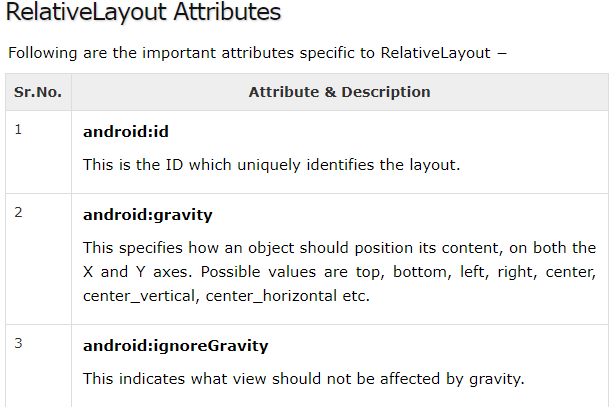 RelativeLayout Attributes
Following are the important attributes specific to RelativeLayout −
Sr.No. Attribute & Description
1 android:id
This is the ID which uniquely identifies the layout.
2 android:gravity
This specifies how an object should position its content, on both the
X and Y axes. Possible values are top, bottom, left, right, center,
center_vertical, center_horizontal etc.
3 android:ignoreGravity
This indicates what view should not be affected by gravity.